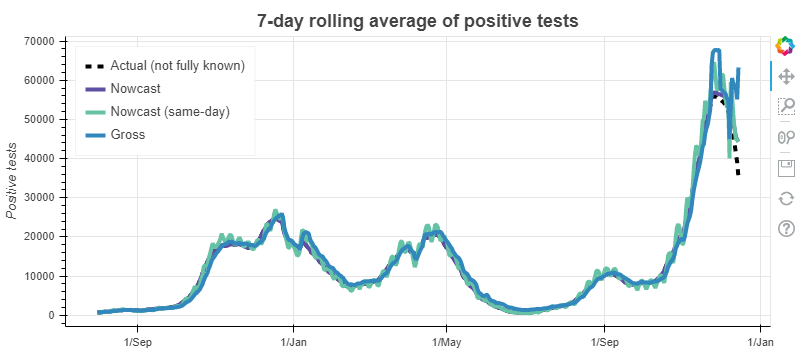 7-day rolling average of positive tests
70000
60000
50000
40000
30000
20000
10000
0
Positive tests
Actual (not fully known)
Nowcast
Nowcast (same-day)
Gross
1/Sep
1/Jan
1/May
1/Sep
1/Jan